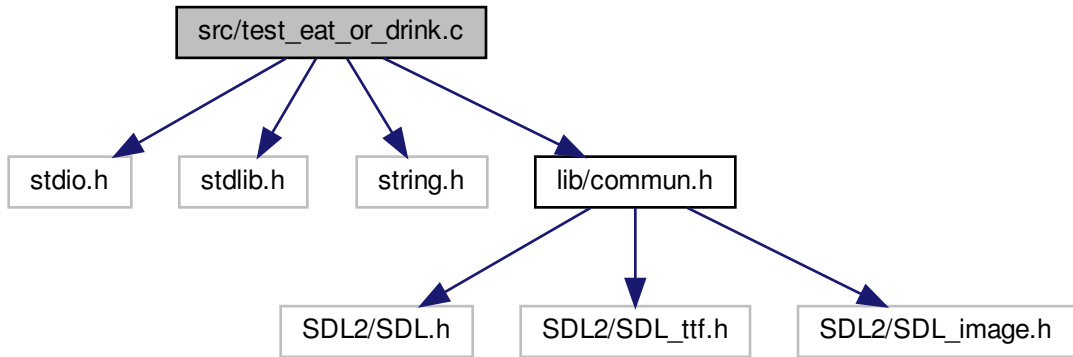 src/test_eat_or_drink.c
stdio.h
stdlib.h
string.h
lib/commun.h
SDL2/SDL.h
SDL2/SDL_ttf.h
SDL2/SDL_image.h